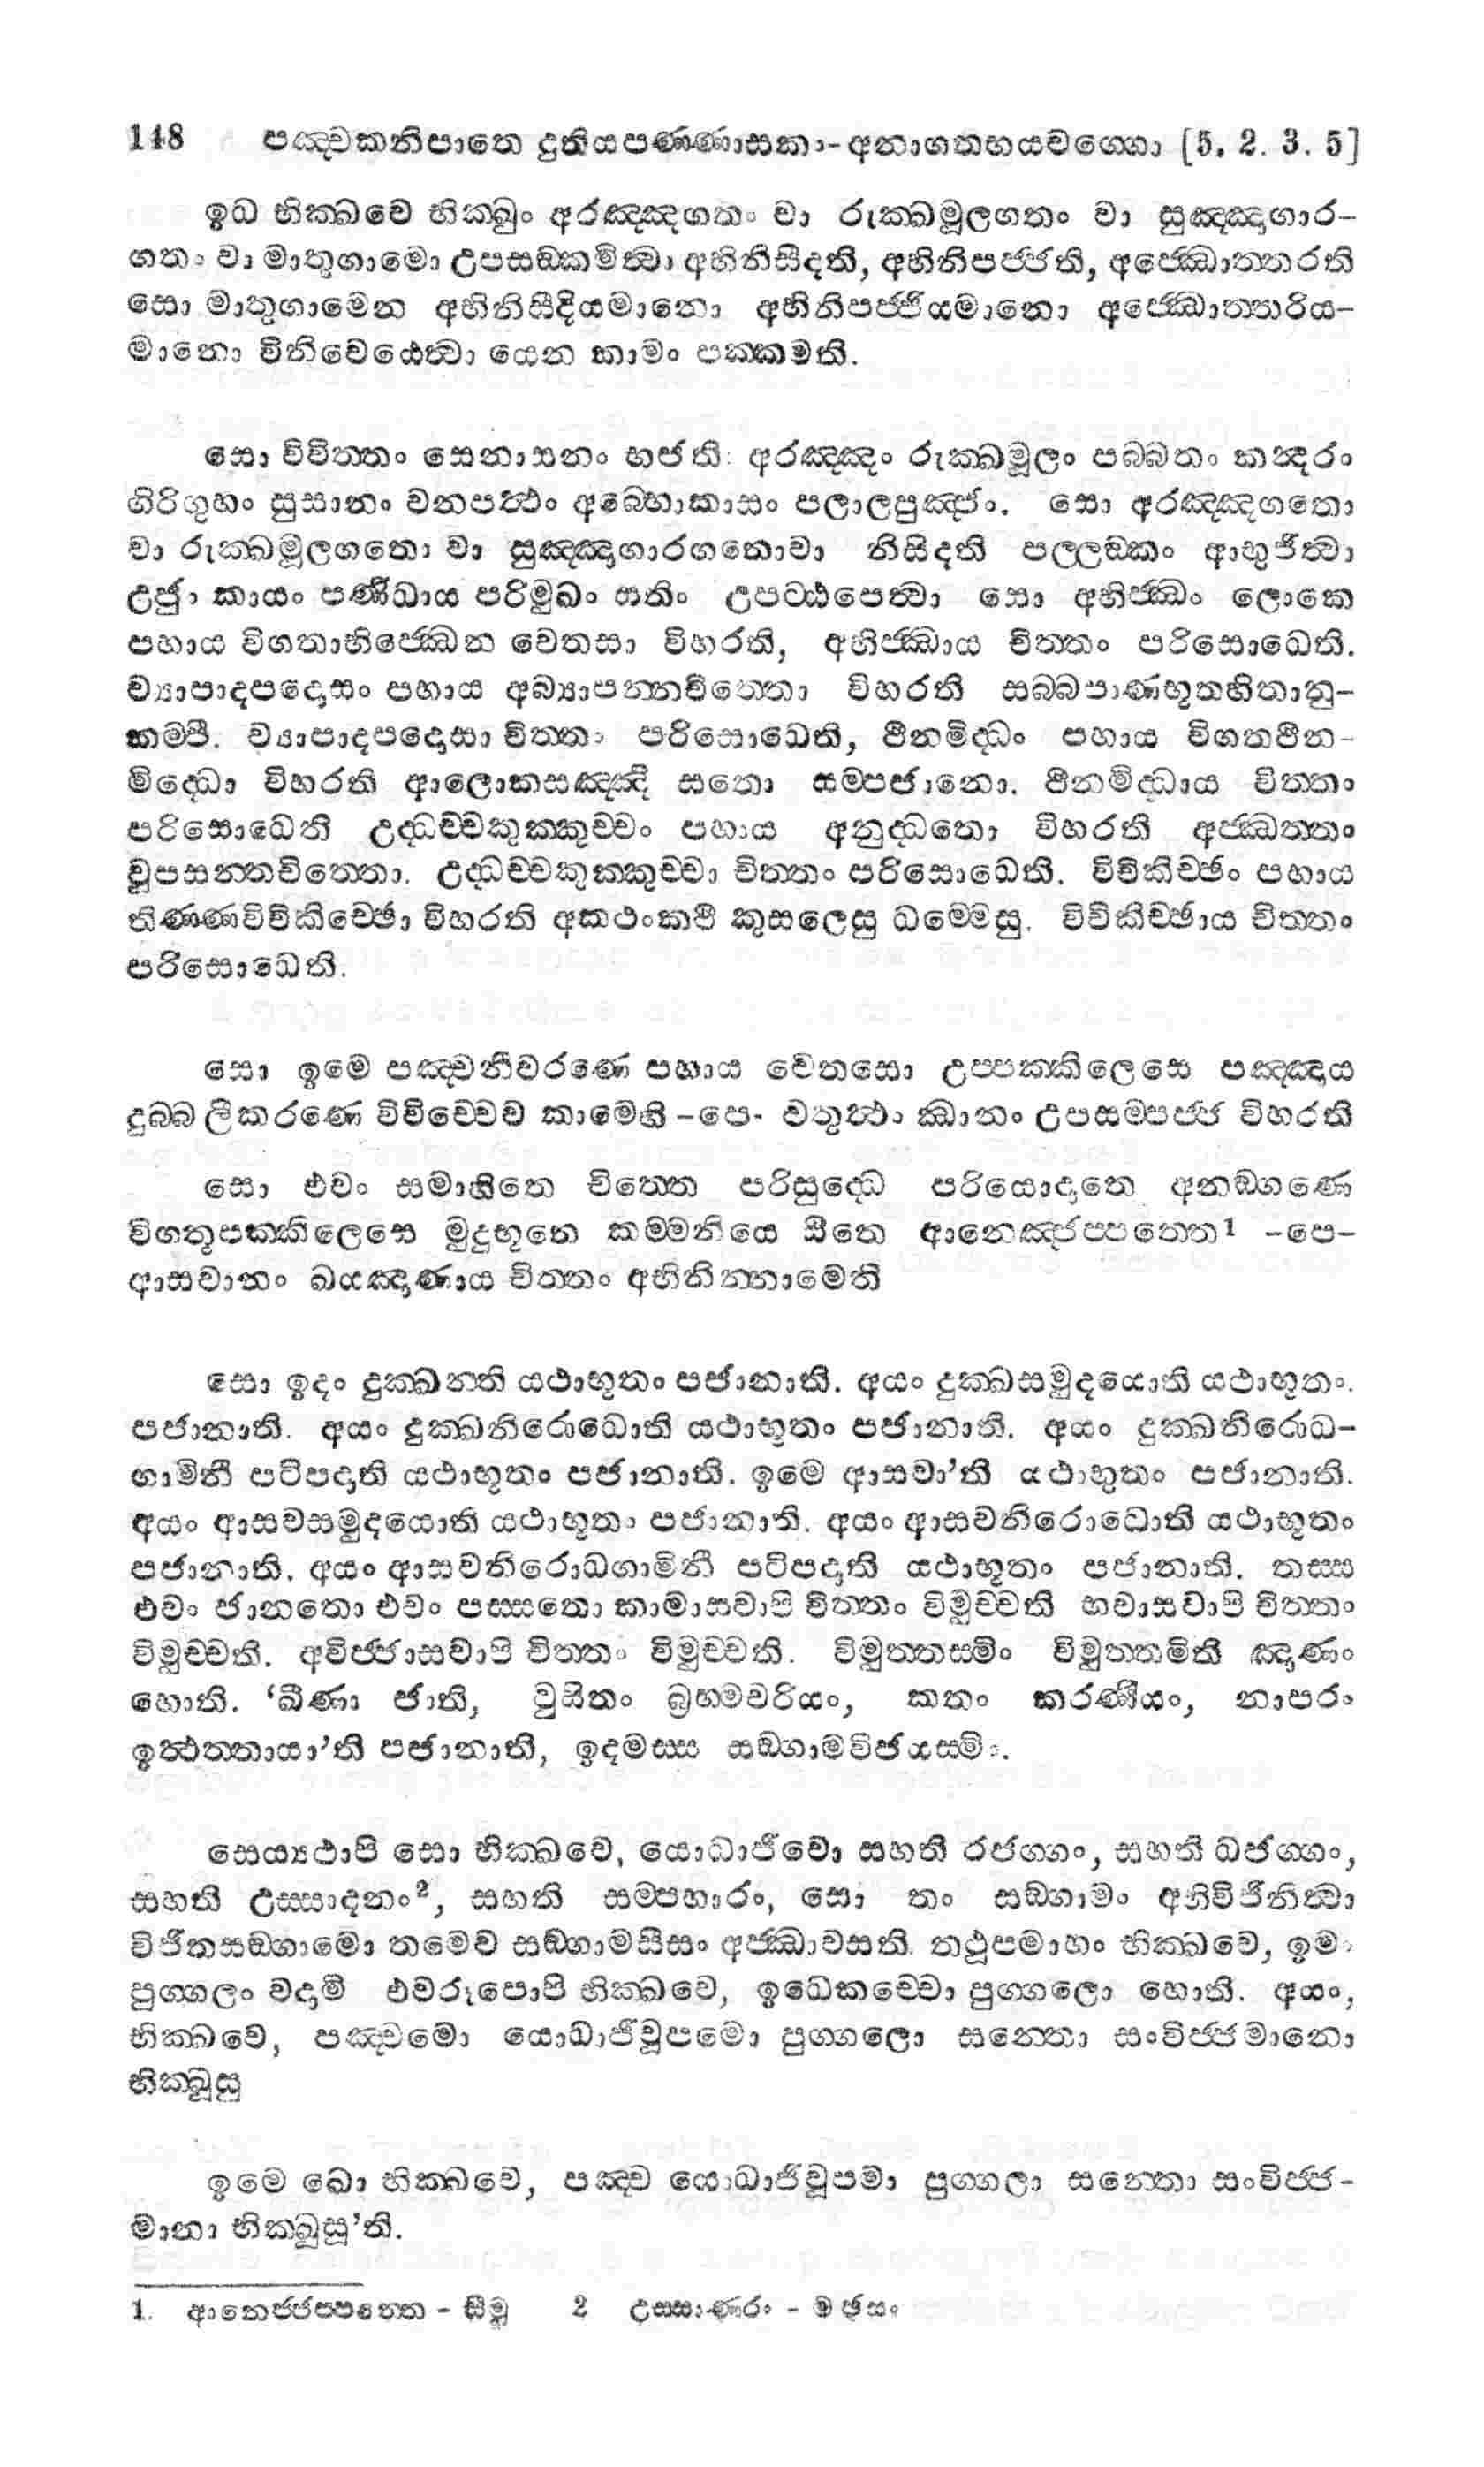 148 පඤ්චකනිපාතෙ දුතියපණ්ණාසකො-අනාගතභයවග්ගො [5. 2. 3. 5]
ඉධ භික්ඛවෙ භික්ඛුං අරඤ්ඤගතං වා රුක්ඛමූලගතං වා සුඤ්ඤාගාර-
ගතං වා මාතුගාමො උපසඞ්කමිත්වා අභිනිසීදති, අභිනිපජ්ජති, අජ්ඣොත්ථරති
සො මාතුගාමෙන අභිනිසීදියමානො අභිනිපජ්ජියමානො අජ්ඣොත්ථරිය-
මානො විනිවෙඨෙත්වා යෙන කාමං පක්කමති.
සො විවිත්තං සෙනාසනං භජති: අරඤ්ඤං රුක්ඛමූලං පබ්බතං කන්දරං
ගිරිගුහං සුසානං වනපත්ථං අබ්භොකාසං පලාලපුඤ්ජං. සො අරඤ්ඤගතො
වා රුක්ඛමූලගතො වා සුඤ්ඤාගාරගතොවා නිසිදති පල්ලඞ්කං ආභුජිත්වා
උජුං කායං පණිධාය පරිමුඛං සතිං උපට්ඨපෙත්වා සො අභිජ්ඣං ලොකෙ
පහාය විගතාභිජ්ඣෙන චෙතසා විහරති, අභිජ්ඣාය චිත්තං පරිසොධෙති.
ව්‍යාපාදපදොසං පහාය අබ්‍යාපන්නචිත්තො විහරති සබ්බපාණභූතහිතානු-
කම්පී. ව්‍යාපාදපදොසා චිත්තං පරිසොධෙති, ථීනමිද්ධං පහාය විගතථීන-
මිද්ධො විහරති ආලොකසඤ්ඤී සතො සම්පජානො. ථීනමිද්ධාය චිත්තං
පරිසොධෙති උද්ධච්චකුක්කුච්චං පහාය අනුද්ධතො විහරති අජ්ඣත්තං
වූපසන්තචිත්තො. උද්ධච්චකුක්කුච්චා චිත්තං පරිසොධෙති. විචිකිච්ඡං පහාය
තිණ්ණවිචිකිච්ඡො විහරති අකථංකථී කුසලෙසු ධම්මෙසු. විචිකිච්ඡාය චිත්තං
පරිසොධෙති.
සො ඉමෙ පඤ්චනීවරණෙ පහාය චෙතසො උප්පක්කිලෙසෙ පඤ්ඤාය
දුබ්බලීකරණෙ විවිච්චෙව කාමෙහි -පෙ- චතුත්ථං ඣානං උපසම්පජ්ජ විහරති
සො එවං සමාහිතෙ චිත්තෙ පරිසුද්ධෙ පරියොදාතෙ අනඞ්ගණෙ
විගතූපක්කිලෙසෙ මුදුභූතෙ කම්මනියෙ ඨිතෙ ආනෙඤ්ජප්පත්තෙ1 -පෙ-
ආසවානං ඛයඤාණාය චිත්තං අභිනින්නාමෙති
සො ඉදං දුක්ඛන්ති යථාභූතං පජානාති. අයං දුක්ඛසමුදයොති යථාභූතං.
පජානාති. අයං දුක්ඛනිරොධොති යථාභූතං පජානාති. අයං දුක්ඛනිරොධ-
ගාමිනී පටිපදාති යථාභූතං පජානාති. ඉමෙ ආසවා’ති යථාභුතං පජානාති.
අයං ආසවසමුදයොති යථාභූතං පජානාති. අයං ආසවනිරොධොති යථාභූතං
පජානාති. අයං ආසවනිරොධගාමිනී පටිපදාති යථාභූතං පජානාති. තස්ස
එවං ජානතො එවං පස්සතො කාමාසවාපි චිත්තං විමුච්චති භවාසවාපි චිත්තං
විමුච්චති. අවිජ්ජාසවාපි චිත්තං විමුච්චති. විමුත්තස්මිං විමුත්තමිති ඤාණං
හොති. ‘ඛීණා ජාති, වුසිතං බ්‍රහ්මචරියං, කතං කරණීයං, නාපරං
ඉත්ථත්තායා’ති පජානාති, ඉදමස්ස සඞ්ගාමවිජයස්මිං.
සෙය්‍යථාපි සො භික්ඛවෙ, යොධාජීවො සහති රජග්ගං, සහති ධජග්ගං,
සහති උස්සාදනං2, සහති සම්පහාරං, සො තං සඞ්ගාමං අභිවිජිනිත්වා
විජිතසඞ්ගාමො තමෙව සඞ්ගාමසීසං අජ්ඣාවසති. තථූපමාහං භික්ඛවෙ, ඉමං
පුග්ගලං වදාමි එවරූපොපි භික්ඛවෙ, ඉධෙකච්චො පුග්ගලො හොති. අයං,
භික්ඛවෙ, පඤ්චමො යොධාජීවූපමො පුග්ගලො සන්තො සංවිජ්ජමානො
භික්ඛූසු
ඉමෙ ඛො භික්ඛවෙ, පඤ්ච යොධාජිවූපමා පුග්ගලා සන්තො සංවිජ්ජ-
මානා භික්ඛූසූ’ති.
1. ආනෙජ්ජප්පත්තෙ - සීමු 2 උස්සාණරං - මඡසං